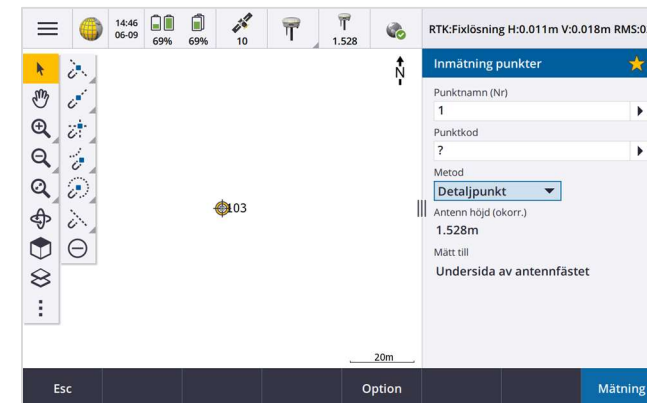 14:46
06-09
69%
69%
10
1.528
RTK:Fixlösning H:0.011m V:0.018m RMS:0.
Inmätning punkter
Punktnamn (Nr)
1
Punktkod
?
Metod
Detaljpunkt
Antenn höjd (okorr.)
1.528m
Mätt till
Undersida av antennfästet
N
103
20m
Esc
Option
Mätning